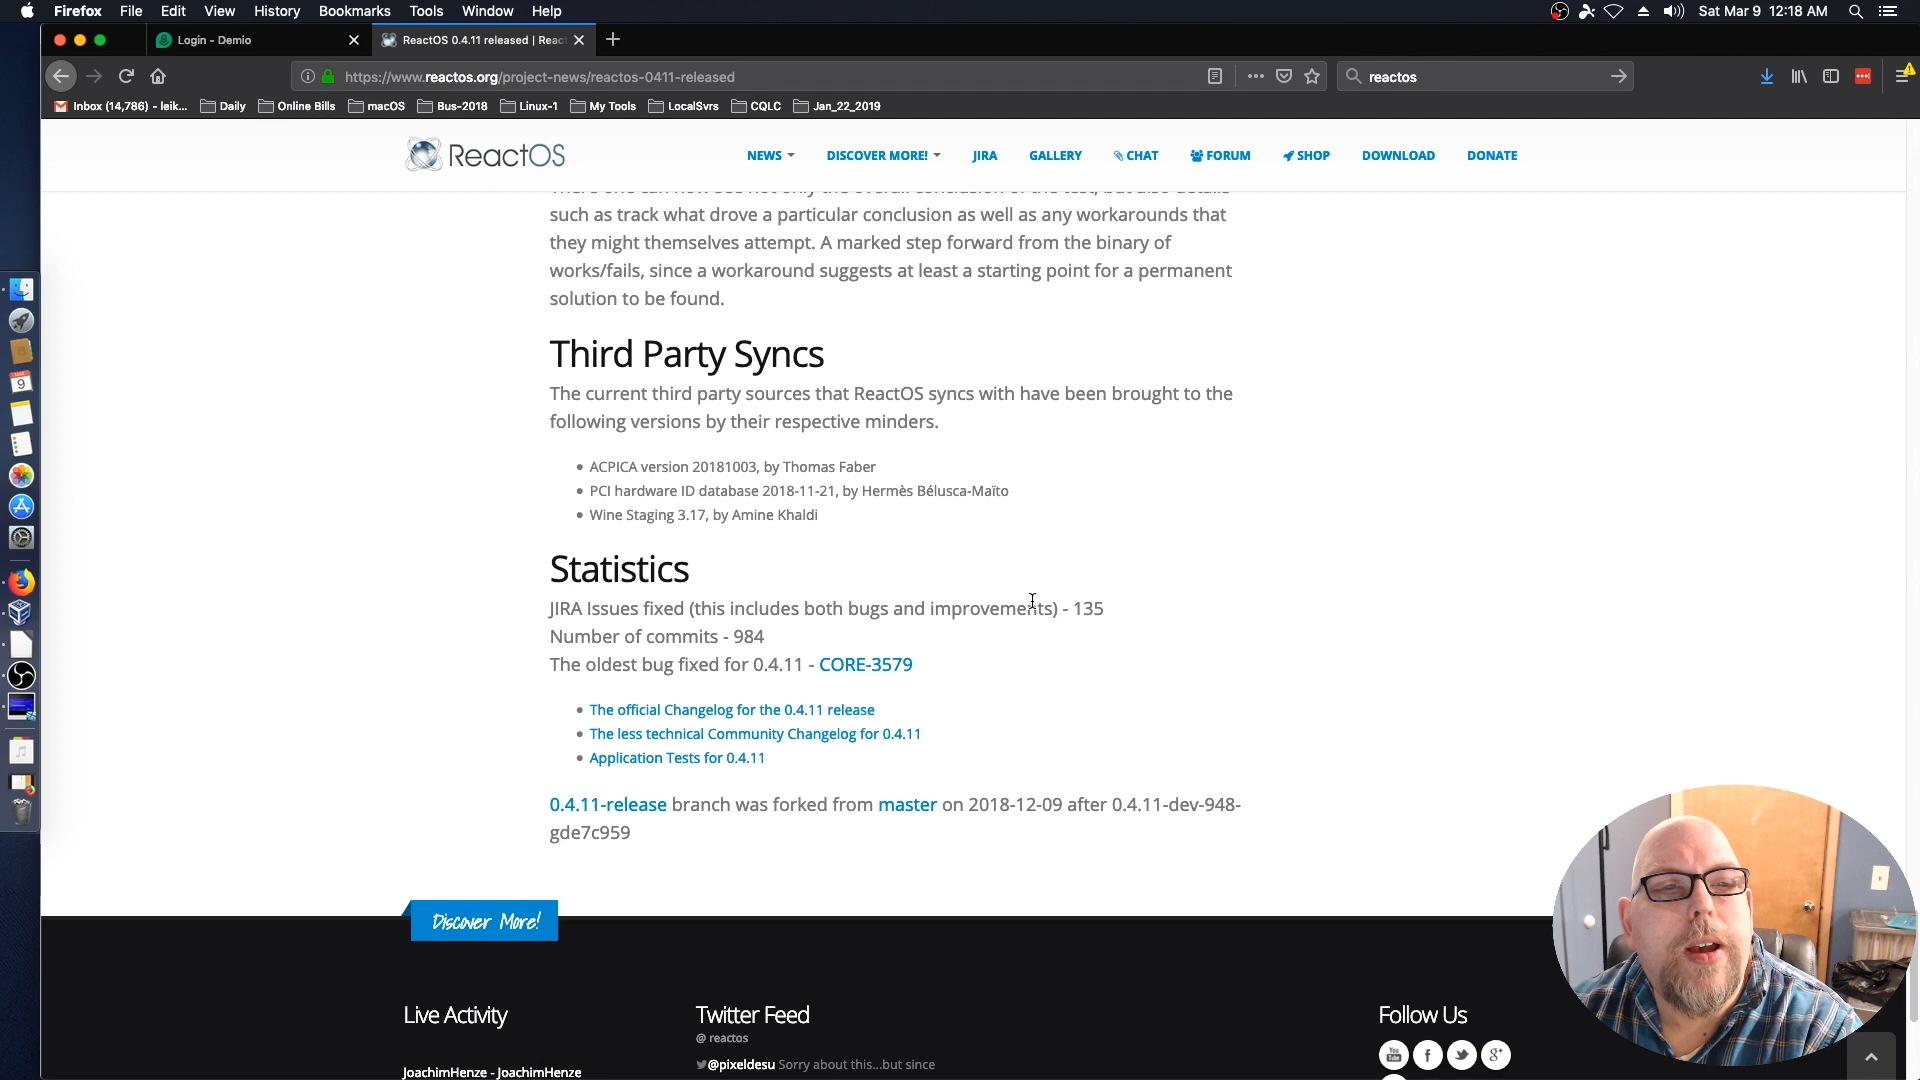 Firefox File Edit View History Bookmarks Tools Window Help
Sat Mar 9 12:18 AM
Login - Demio
ReactOS 0.4.11 released | Reac
https://www.reactos.org/project-news/reactos-0411-released
reactos
Inbox (14,786) - leik... Daily Online Bills macOS Bus-2018 Linux-1 My Tools LocalSvrs CQLC Jan_22_2019
ReactOS
NEWS DISCOVER MORE! JIRA GALLERY CHAT FORUM SHOP DOWNLOAD DONATE
such as track what drove a particular conclusion as well as any workarounds that
they might themselves attempt. A marked step forward from the binary of
works/fails, since a workaround suggests at least a starting point for a permanent
solution to be found.
Third Party Syncs
The current third party sources that ReactOS syncs with have been brought to the
following versions by their respective minders.
ACPICA version 20181003, by Thomas Faber
PCI hardware ID database 2018-11-21, by Hermès Bélusca-Maïto
Wine Staging 3.17, by Amine Khaldi
Statistics
JIRA Issues fixed (this includes both bugs and improvements) - 135
Number of commits - 984
The oldest bug fixed for 0.4.11 - CORE-3579
The official Changelog for the 0.4.11 release
The less technical Community Changelog for 0.4.11
Application Tests for 0.4.11
0.4.11-release branch was forked from master on 2018-12-09 after 0.4.11-dev-948-
gde7c959
Discover More!
Live Activity
Twitter Feed
Follow Us
@ reactos
@pixeldesu Sorry about this...but since
JoachimHenze - JoachimHenze